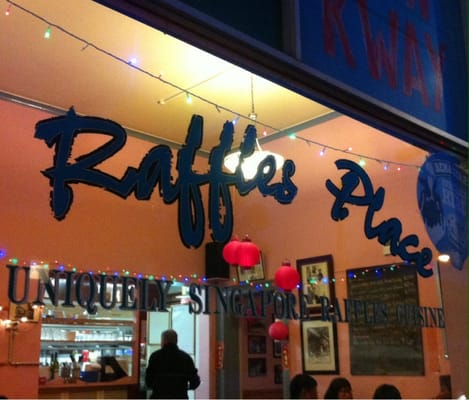 KWAY
Raffles Place
UNIQUELY SINGAPORE RAFFLES CUISINE